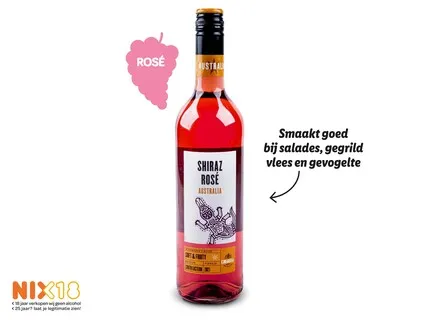 ROSÉ
AUSTRALIA
Smaakt goed
bij salades, gegrild
vlees en gevogelte
SHIRAZ
ROSÉ
AUSTRALIA
SOFT & FRUITY
NIX18
< 18 jaar verkopen wij geen alcohol
< 25 jaar? laat je legitimatie zien!